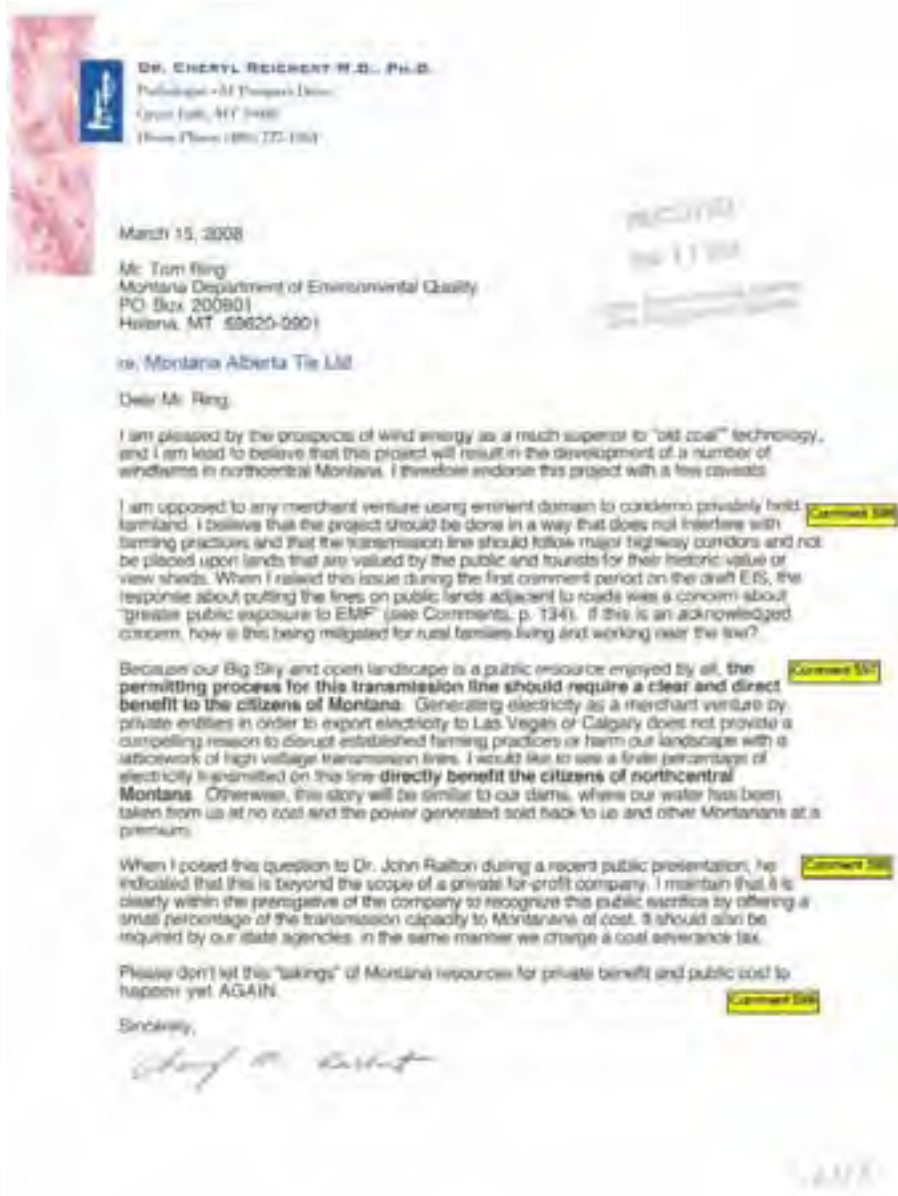 DR. CHERYL REICHERT M.D., PH.D.
March 15, 2008
Mr. Tom Ring
Montana Department of Environmental Quality
PO Box 200901
Helena, MT 59620-0901
re: Montana Alberta Tie Ltd
Dear Mr. Ring,
I am pleased by the prospects of wind energy as a much superior to "old coal" technology,
and I am lead to believe that this project will result in the development of a number of
windfarms in northcentral Montana. I therefore endorse this project with a few caveats.
I am opposed to any merchant venture using eminent domain to condemn privately held
farmland. I believe that the project should be done in a way that does not interfere with
farming practices and that the transmission line should follow major highway corridors and not
be placed upon lands that are valued by the public and tourists for their historic value or
view sheds. When I raised this issue during the first comment period on the draft EIS, the
response about putting the lines on public lands adjacent to roads was a concern about
"greater public exposure to EMF" (see Comments, p. 134). If this is an acknowledged
concern, how is this being mitigated for rural families living and working near the line?
Because our Big Sky and open landscape is a public resource enjoyed by all, the
permitting process for this transmission line should require a clear and direct
benefit to the citizens of Montana. Generating electricity as a merchant venture by
private entities in order to export electricity to Las Vegas or Calgary does not provide a
compelling reason to disrupt established farming practices or harm our landscape with a
latticework of high voltage transmission lines. I would like to see a finite percentage of
electricity transmitted on this line directly benefit the citizens of northcentral
Montana. Otherwise, this story will be similar to our dams, where our water has been
taken from us at no cost and the power generated sold back to us and other Montanans at a
premium.
When I posed this question to Dr. John Railton during a recent public presentation, he
indicated that this is beyond the scope of a private for-profit company. I maintain that it is
clearly within the prerogative of the company to recognize this public sacrifice by offering a
small percentage of the transmission capacity to Montanans at cost. It should also be
required by our state agencies, in the same manner we charge a coal severance tax.
Please don't let this "takings" of Montana resources for private benefit and public cost to
happen yet AGAIN.
Comment
Comment
Comment
Comment
Sincerely,